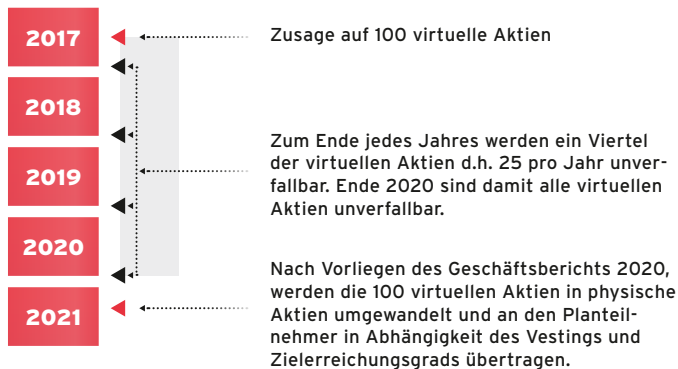 2017
Zusage auf 100 virtuelle Aktien
2018
Zum Ende jedes Jahres werden ein Viertel
der virtuellen Aktien d.h. 25 pro Jahr unver-
fallbar. Ende 2020 sind damit alle virtuellen
Aktien unverfallbar.
2019
2020
Nach Vorliegen des Geschäftsberichts 2020,
werden die 100 virtuellen Aktien in physische
Aktien umgewandelt und an den Planteil-
nehmer in Abhängigkeit des Vestings und
Zielerreichungsgrads übertragen.
2021